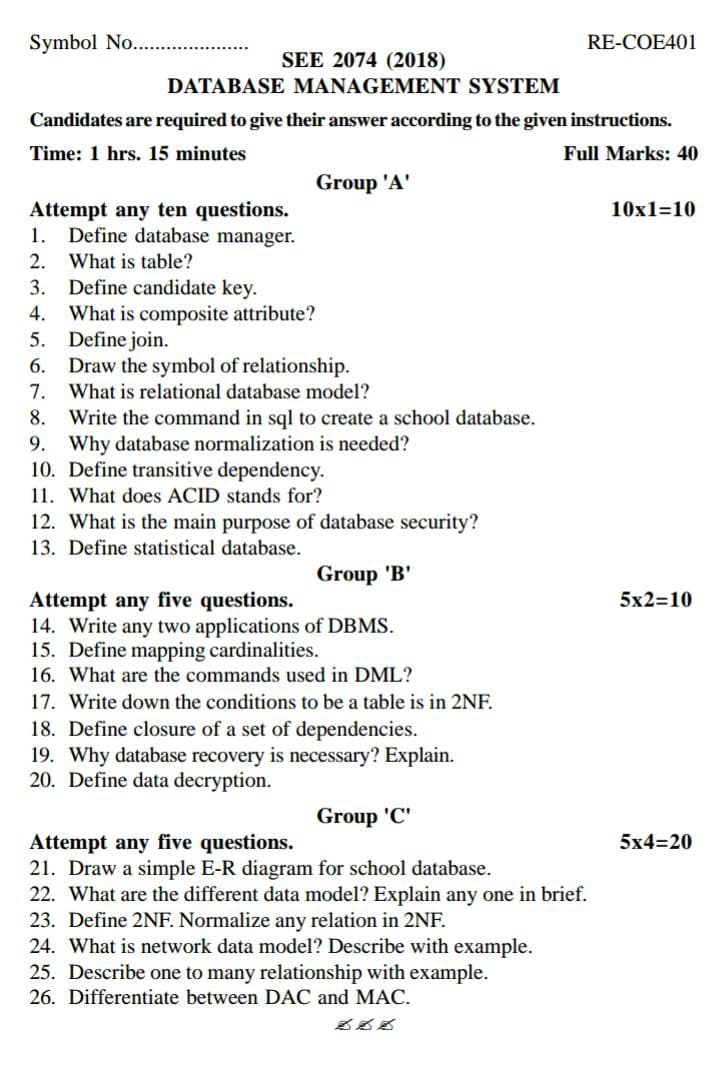 Symbol No..................... RE-COE401
SEE 2074 (2018)
DATABASE MANAGEMENT SYSTEM
Candidates are required to give their answer according to the given instructions.
Time: 1 hrs. 15 minutes Full Marks: 40
Group 'A'
Attempt any ten questions. 10x1=10
1. Define database manager.
2. What is table?
3. Define candidate key.
4. What is composite attribute?
5. Define join.
6. Draw the symbol of relationship.
7. What is relational database model?
8. Write the command in sql to create a school database.
9. Why database normalization is needed?
10. Define transitive dependency.
11. What does ACID stands for?
12. What is the main purpose of database security?
13. Define statistical database.
Group 'B'
Attempt any five questions. 5x2=10
14. Write any two applications of DBMS.
15. Define mapping cardinalities.
16. What are the commands used in DML?
17. Write down the conditions to be a table is in 2NF.
18. Define closure of a set of dependencies.
19. Why database recovery is necessary? Explain.
20. Define data decryption.
Group 'C'
Attempt any five questions. 5x4=20
21. Draw a simple E-R diagram for school database.
22. What are the different data model? Explain any one in brief.
23. Define 2NF. Normalize any relation in 2NF.
24. What is network data model? Describe with example.
25. Describe one to many relationship with example.
26. Differentiate between DAC and MAC.